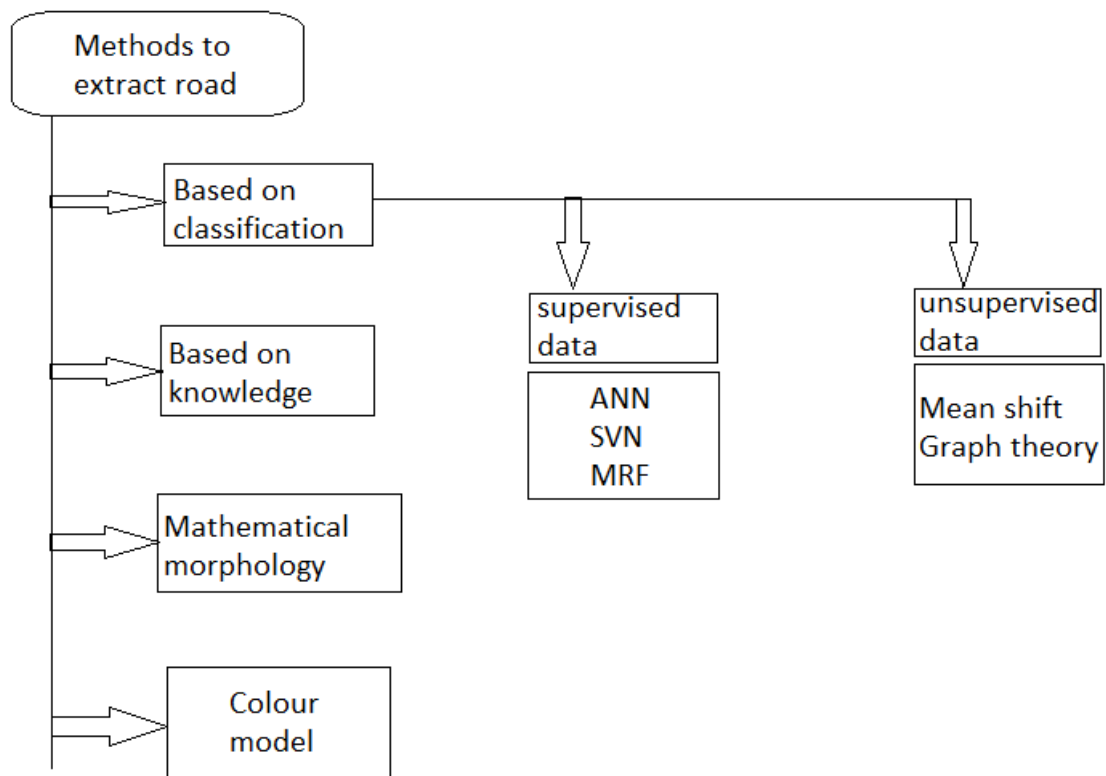 Methods to
extract road
Based on
classification
supervised
data
ANN
SVN
MRF
unsupervised
data
Mean shift
Graph theory
Based on
knowledge
Mathematical
morphology
Colour
model